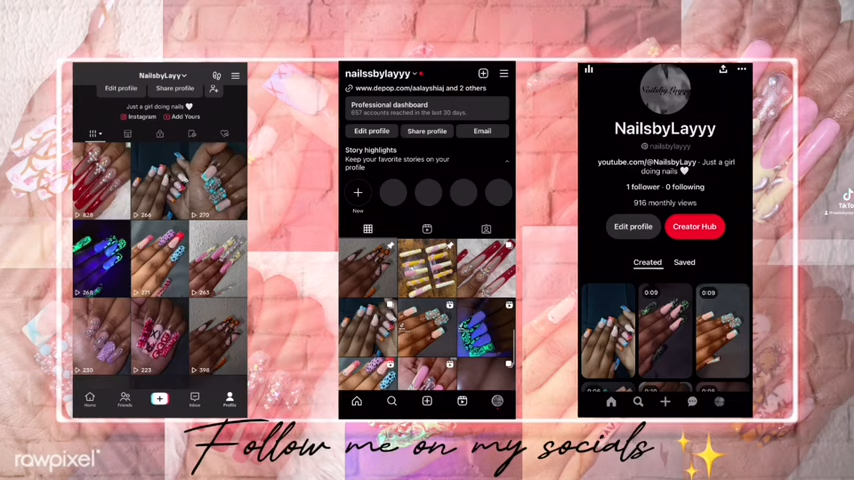 NailsbyLayy
Edit profile
Share profile
Just a girl doing nails 🤍
Instagram
Add Yours
828
266
270
268
271
263
230
223
398
Home
Friends
Inbox
Profile
nailssbylayyy
www.depop.com/aalayshiaj and 2 others
Professional dashboard
657 accounts reached in the last 30 days.
Edit profile
Share profile
Email
Story highlights
Keep your favorite stories on your
profile
New
NailsbyLayyy
NailsbyLayyy
nailsbylayyy
youtube.com/@NailsbyLayy · Just a girl
doing nails 🤍
1 follower · 0 following
916 monthly views
Edit profile
Creator Hub
Created
Saved
0:09
0:09
TikTo
Follow me on my socials
rawpixel